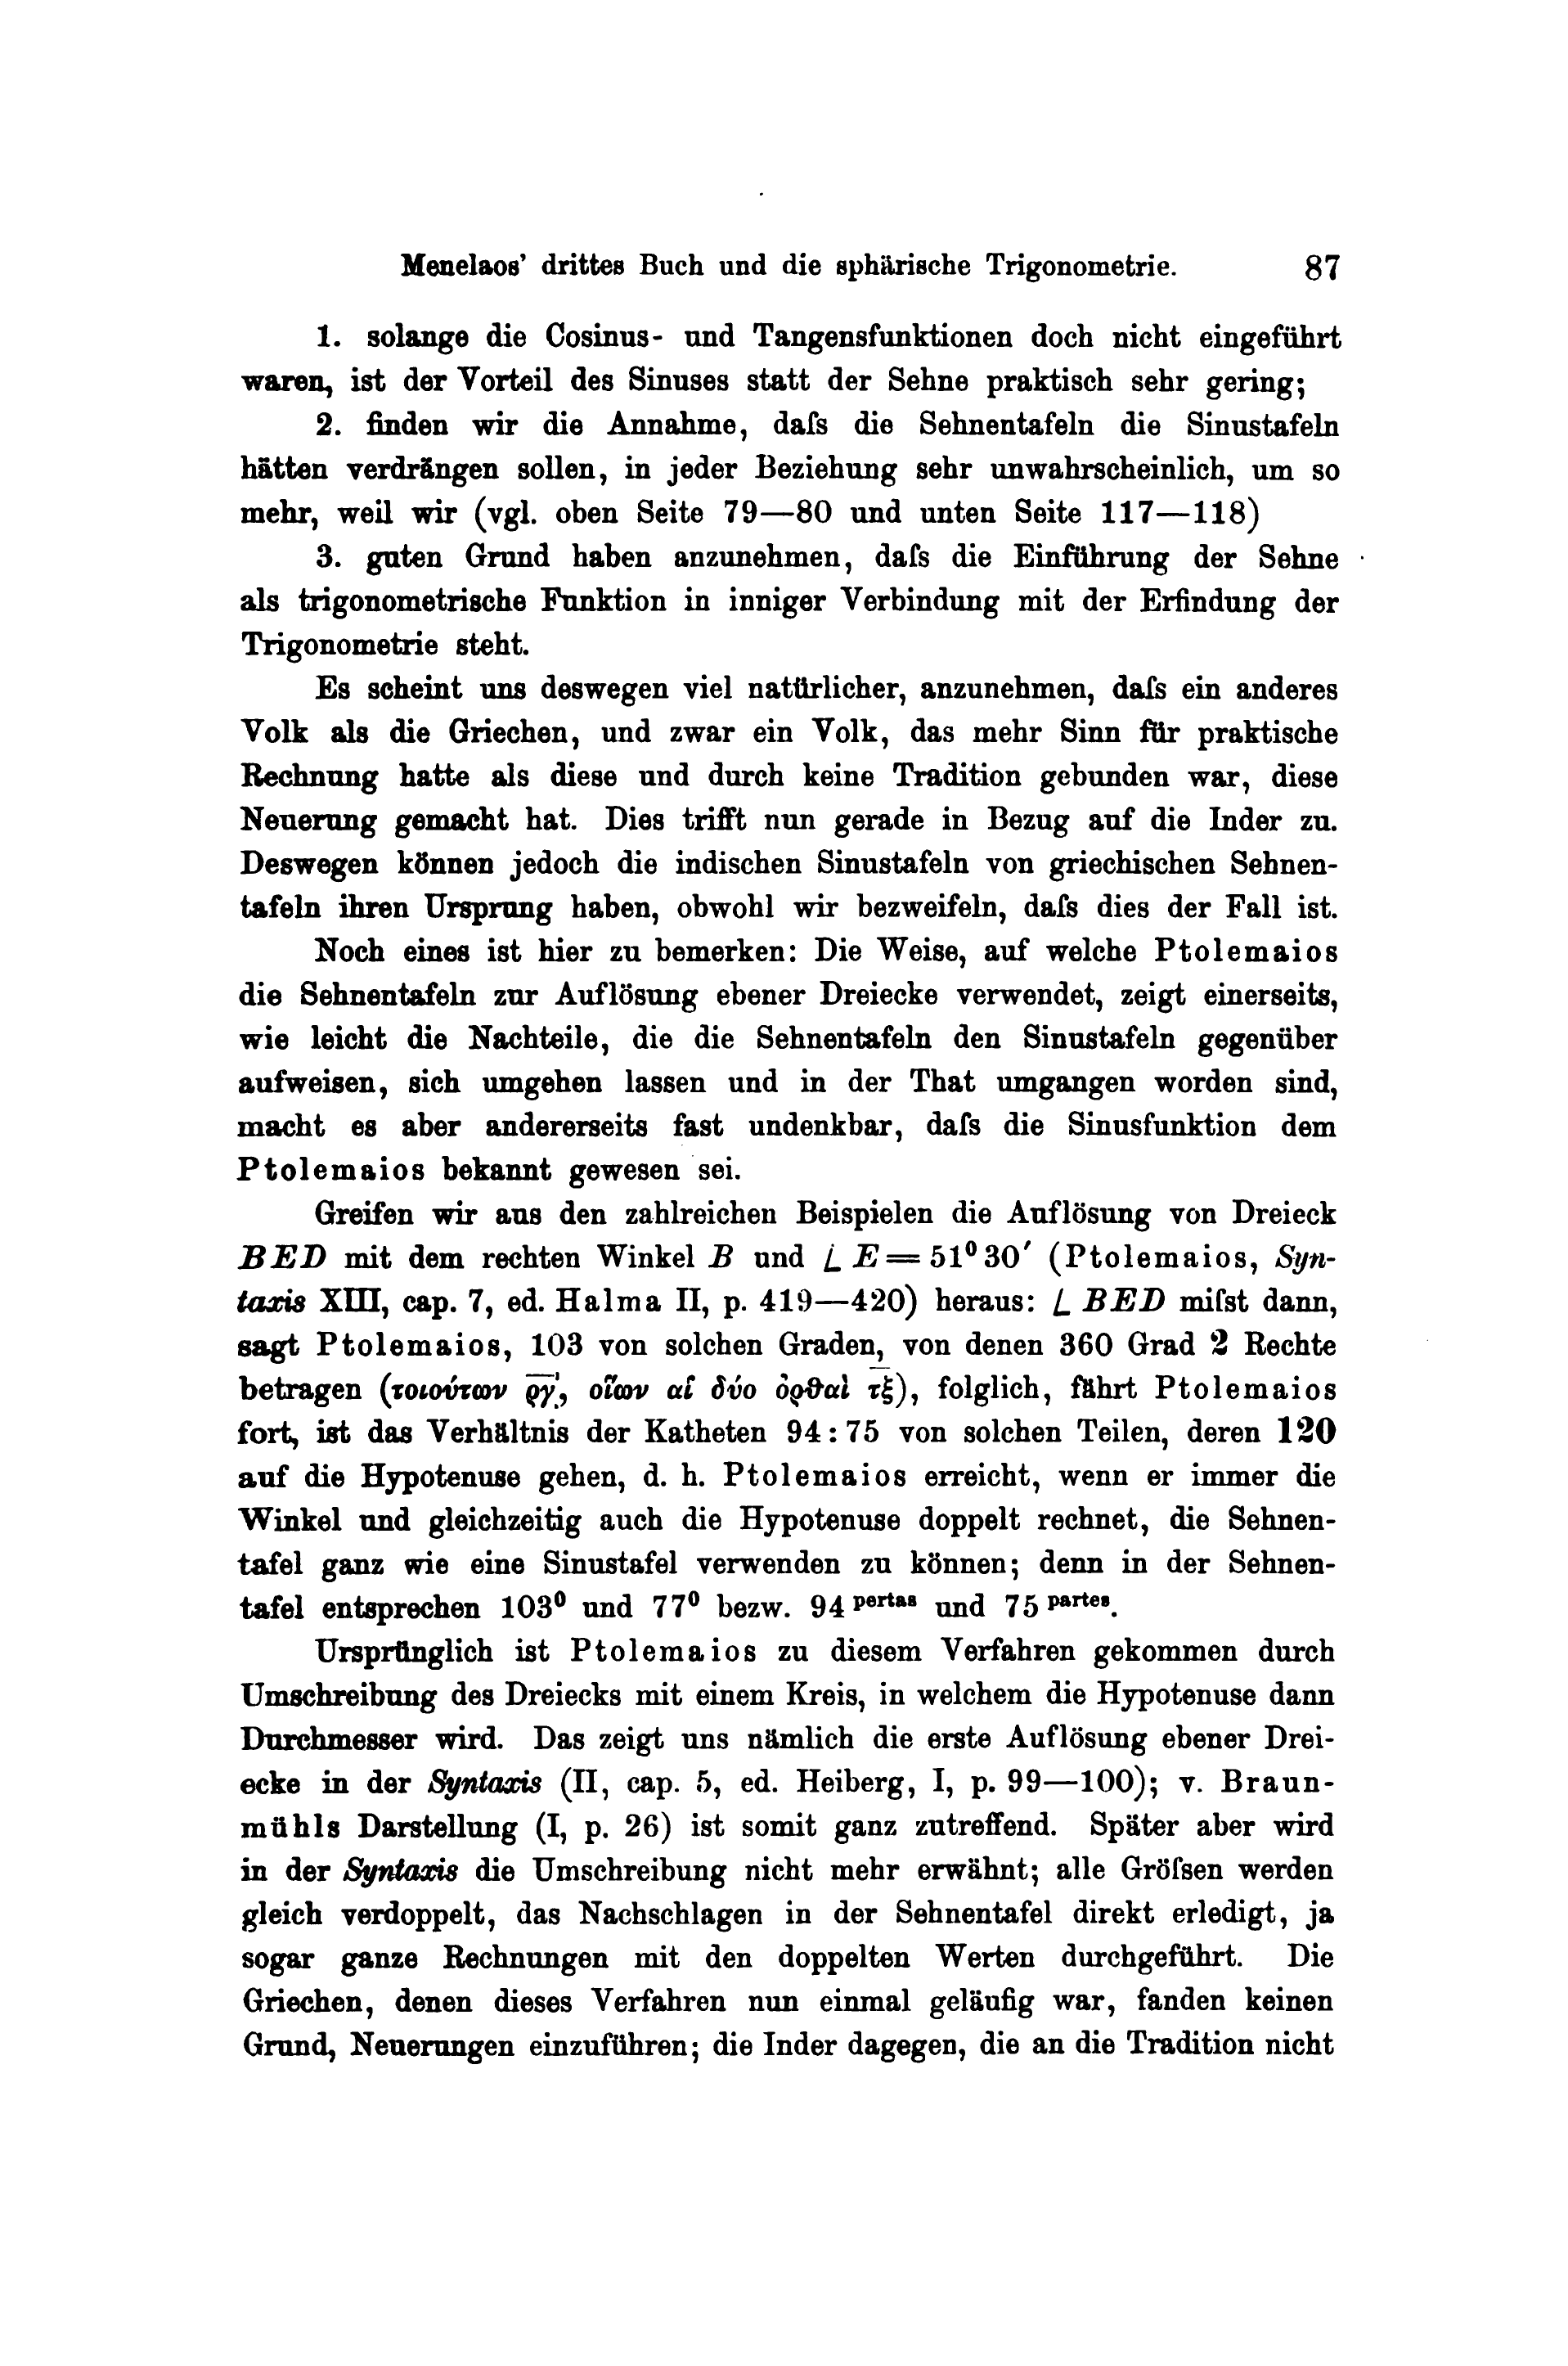 Menelaos' drittes Buch und die sphärische Trigonometrie. 87
1. solange die Cosinus- und Tangensfunktionen doch nicht eingeführt
waren, ist der Vorteil des Sinuses statt der Sehne praktisch sehr gering;
2. finden wir die Annahme, daſs die Sehnentafeln die Sinustafeln
hätten verdrängen sollen, in jeder Beziehung sehr unwahrscheinlich, um so
mehr, weil wir (vgl. oben Seite 79—80 und unten Seite 117—118)
3. guten Grund haben anzunehmen, daſs die Einführung der Sehne
als trigonometrische Funktion in inniger Verbindung mit der Erfindung der
Trigonometrie steht.
Es scheint uns deswegen viel natürlicher, anzunehmen, daſs ein anderes
Volk als die Griechen, und zwar ein Volk, das mehr Sinn für praktische
Rechnung hatte als diese und durch keine Tradition gebunden war, diese
Neuerung gemacht hat. Dies trifft nun gerade in Bezug auf die Inder zu.
Deswegen können jedoch die indischen Sinustafeln von griechischen Sehnen-
tafeln ihren Ursprung haben, obwohl wir bezweifeln, daſs dies der Fall ist.
Noch eines ist hier zu bemerken: Die Weise, auf welche Ptolemaios
die Sehnentafeln zur Auflösung ebener Dreiecke verwendet, zeigt einerseits,
wie leicht die Nachteile, die die Sehnentafeln den Sinustafeln gegenüber
aufweisen, sich umgehen lassen und in der That umgangen worden sind,
macht es aber andererseits fast undenkbar, daſs die Sinusfunktion dem
Ptolemaios bekannt gewesen sei.
Greifen wir aus den zahlreichen Beispielen die Auflösung von Dreieck
BED mit dem rechten Winkel B und ∠ E = 51° 30′ (Ptolemaios, Syn-
taxis XIII, cap. 7, ed. Halma II, p. 419—420) heraus: ∠ BED miſst dann,
sagt Ptolemaios, 103 von solchen Graden, von denen 360 Grad 2 Rechte
betragen (τοιούτων ϱγ̅, οἵων αἱ δύο ὀϱϑαὶ τ̅ξ̅), folglich, fährt Ptolemaios
fort, ist das Verhältnis der Katheten 94 : 75 von solchen Teilen, deren 120
auf die Hypotenuse gehen, d. h. Ptolemaios erreicht, wenn er immer die
Winkel und gleichzeitig auch die Hypotenuse doppelt rechnet, die Sehnen-
tafel ganz wie eine Sinustafel verwenden zu können; denn in der Sehnen-
tafel entsprechen 103° und 77° bezw. 94 pertas und 75 partes.
Ursprünglich ist Ptolemaios zu diesem Verfahren gekommen durch
Umschreibung des Dreiecks mit einem Kreis, in welchem die Hypotenuse dann
Durchmesser wird. Das zeigt uns nämlich die erste Auflösung ebener Drei-
ecke in der Syntaxis (II, cap. 5, ed. Heiberg, I, p. 99—100); v. Braun-
mühls Darstellung (I, p. 26) ist somit ganz zutreffend. Später aber wird
in der Syntaxis die Umschreibung nicht mehr erwähnt; alle Gröſsen werden
gleich verdoppelt, das Nachschlagen in der Sehnentafel direkt erledigt, ja
sogar ganze Rechnungen mit den doppelten Werten durchgeführt. Die
Griechen, denen dieses Verfahren nun einmal geläufig war, fanden keinen
Grund, Neuerungen einzuführen; die Inder dagegen, die an die Tradition nicht